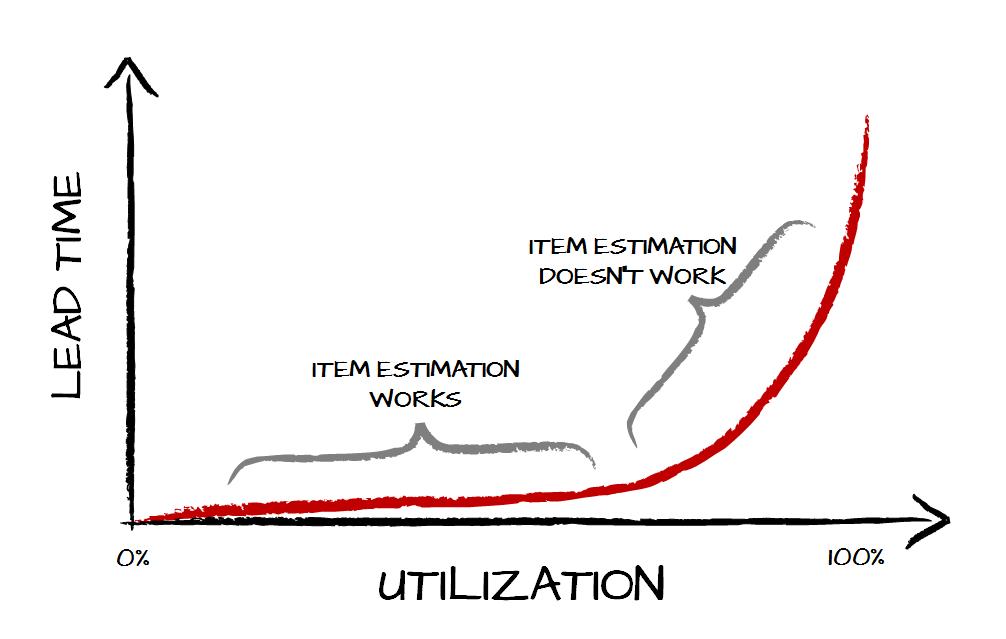 LEAD TIME
ITEM ESTIMATION
DOESN'T WORK
ITEM ESTIMATION
WORKS
0%
100%
UTILIZATION